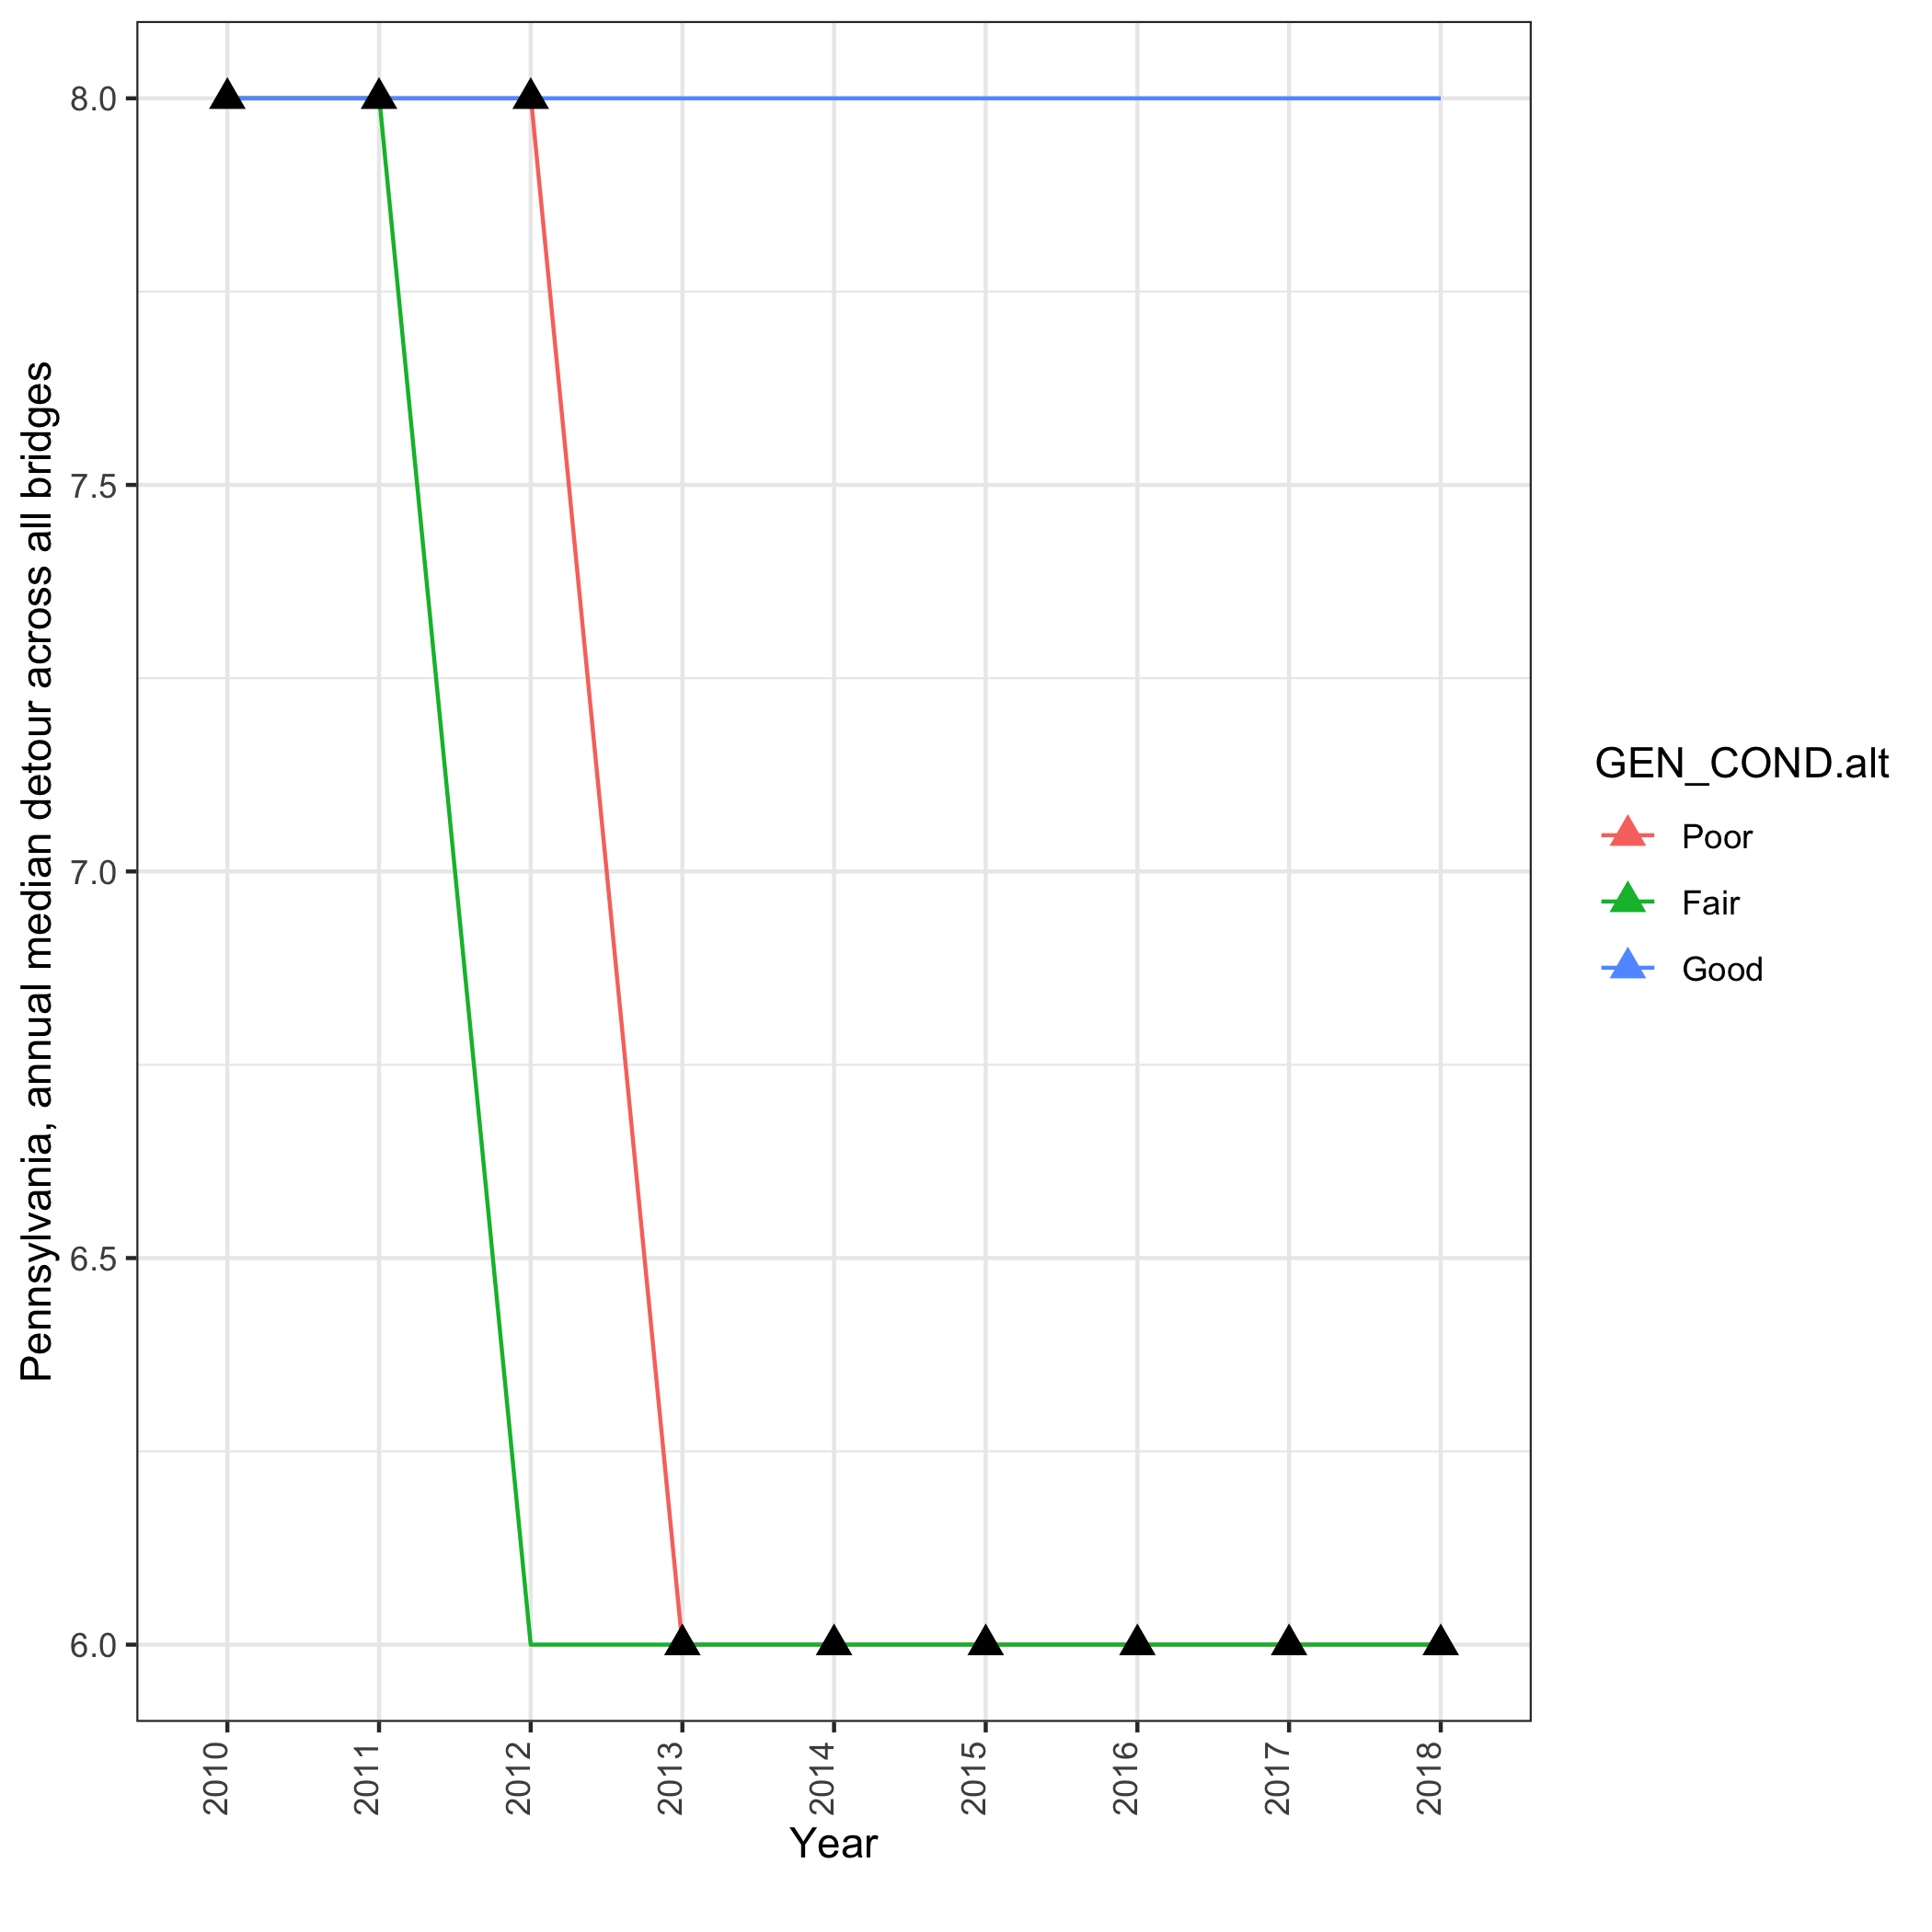 Pennsylvania, annual median detour across all bridges
8.0
7.5
7.0
6.5
6.0
2010
2011
2012
2013
2014
2015
2016
2017
2018
Year
GEN_COND.alt
Poor
Fair
Good